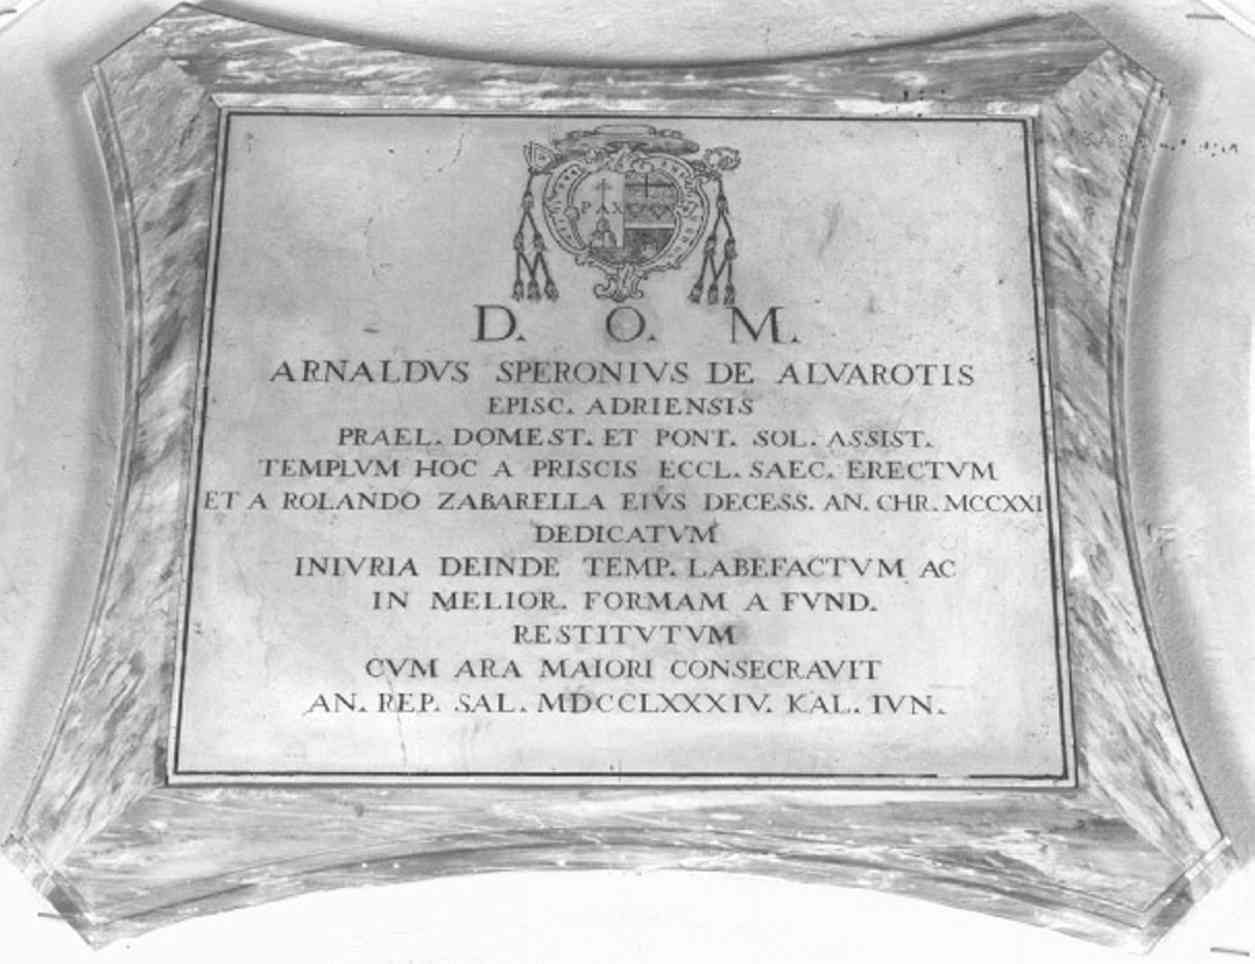 PAX
D. O. M.
ARNALDVS SPERONIVS DE ALVAROTIS
EPISC. ADRIENSIS
PRAEL. DOMEST. ET PONT. SOL. ASSIST.
TEMPLVM HOC A PRISCIS ECCL. SAEC. ERECTVM
ET A ROLANDO ZABARELLA EIVS DECESS. AN. CHR. MCCXXI
DEDICATVM
INIVRIA DEINDE TEMP. LABEFACTVM AC
IN MELIOR. FORMAM A FVND.
RESTITVTVM
CVM ARA MAIORI CONSECRAVIT
AN. REP. SAL. MDCCLXXXIV. KAL. IVN.